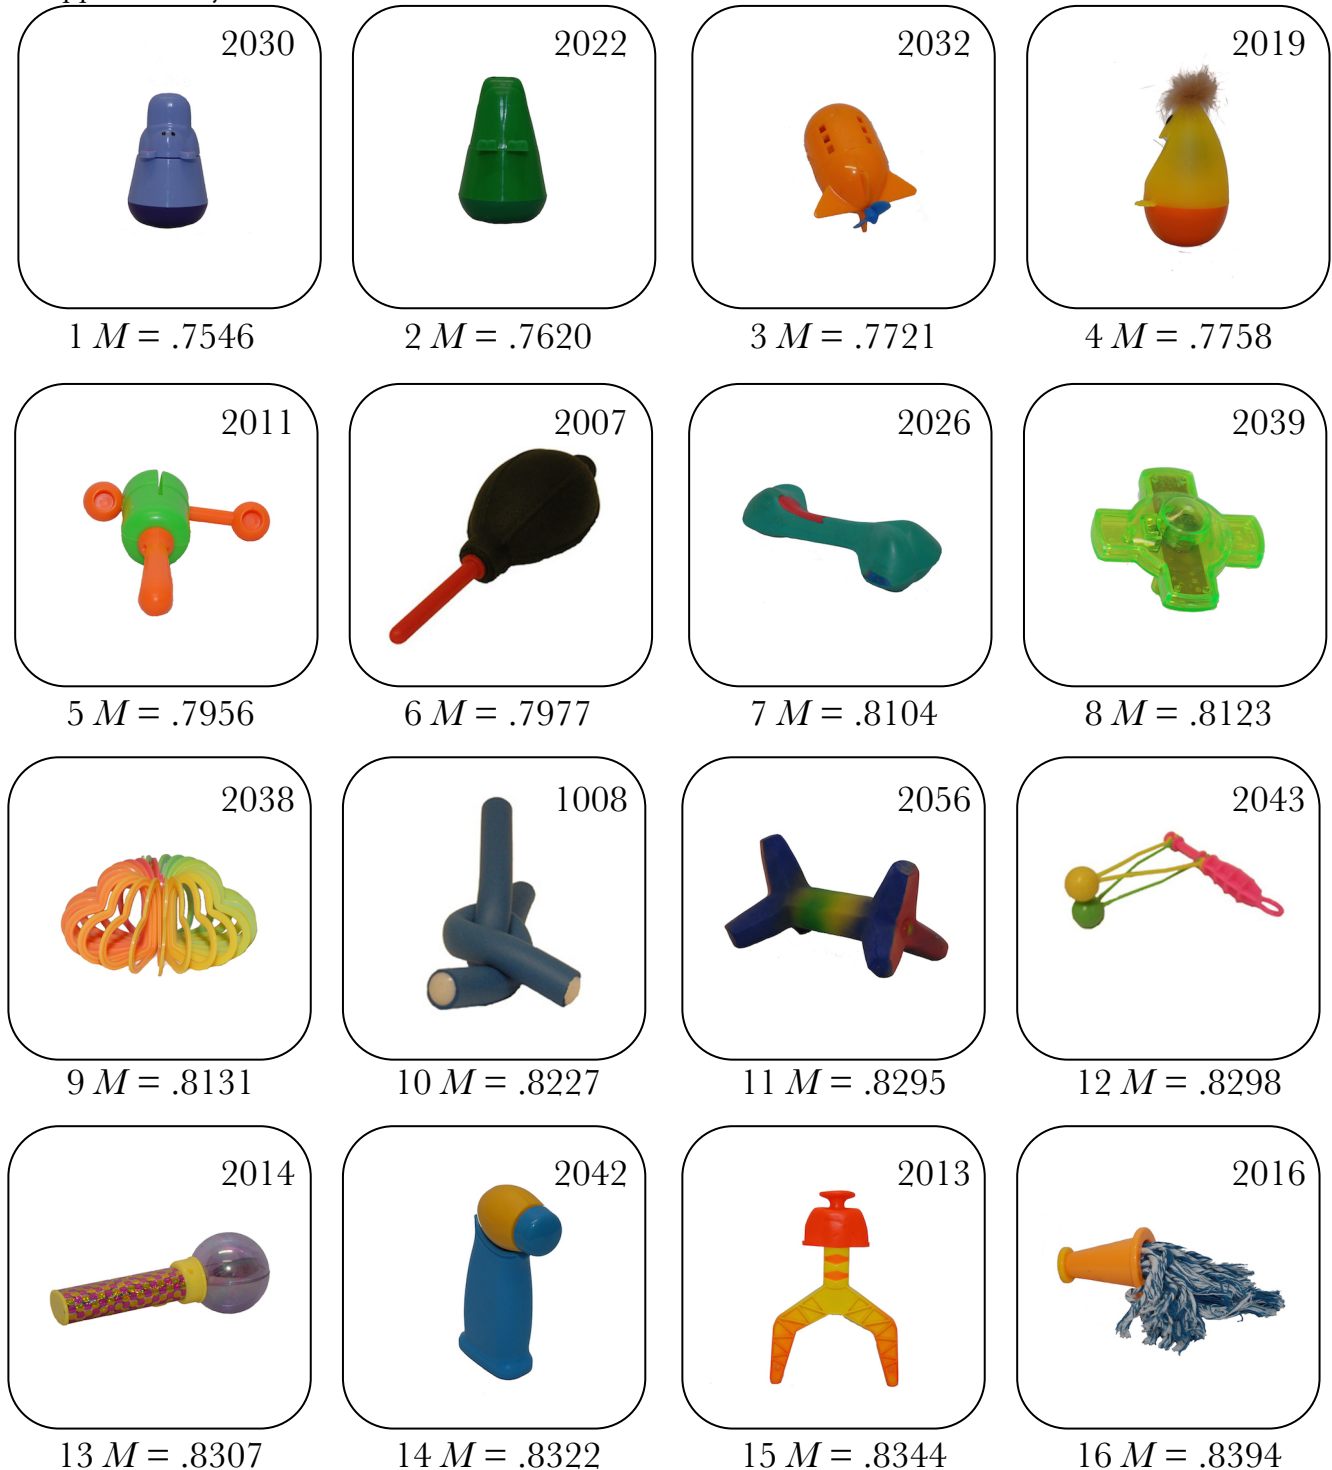 2030 2022 2032 2019
1 M = .7546 2 M = .7620 3 M = .7721 4 M = .7758
2011 2007 2026 2039
5 M = .7956 6 M = .7977 7 M = .8104 8 M = .8123
2038 1008 2056 2043
9 M = .8131 10 M = .8227 11 M = .8295 12 M = .8298
2014 2042 2013 2016
13 M = .8307 14 M = .8322 15 M = .8344 16 M = .8394